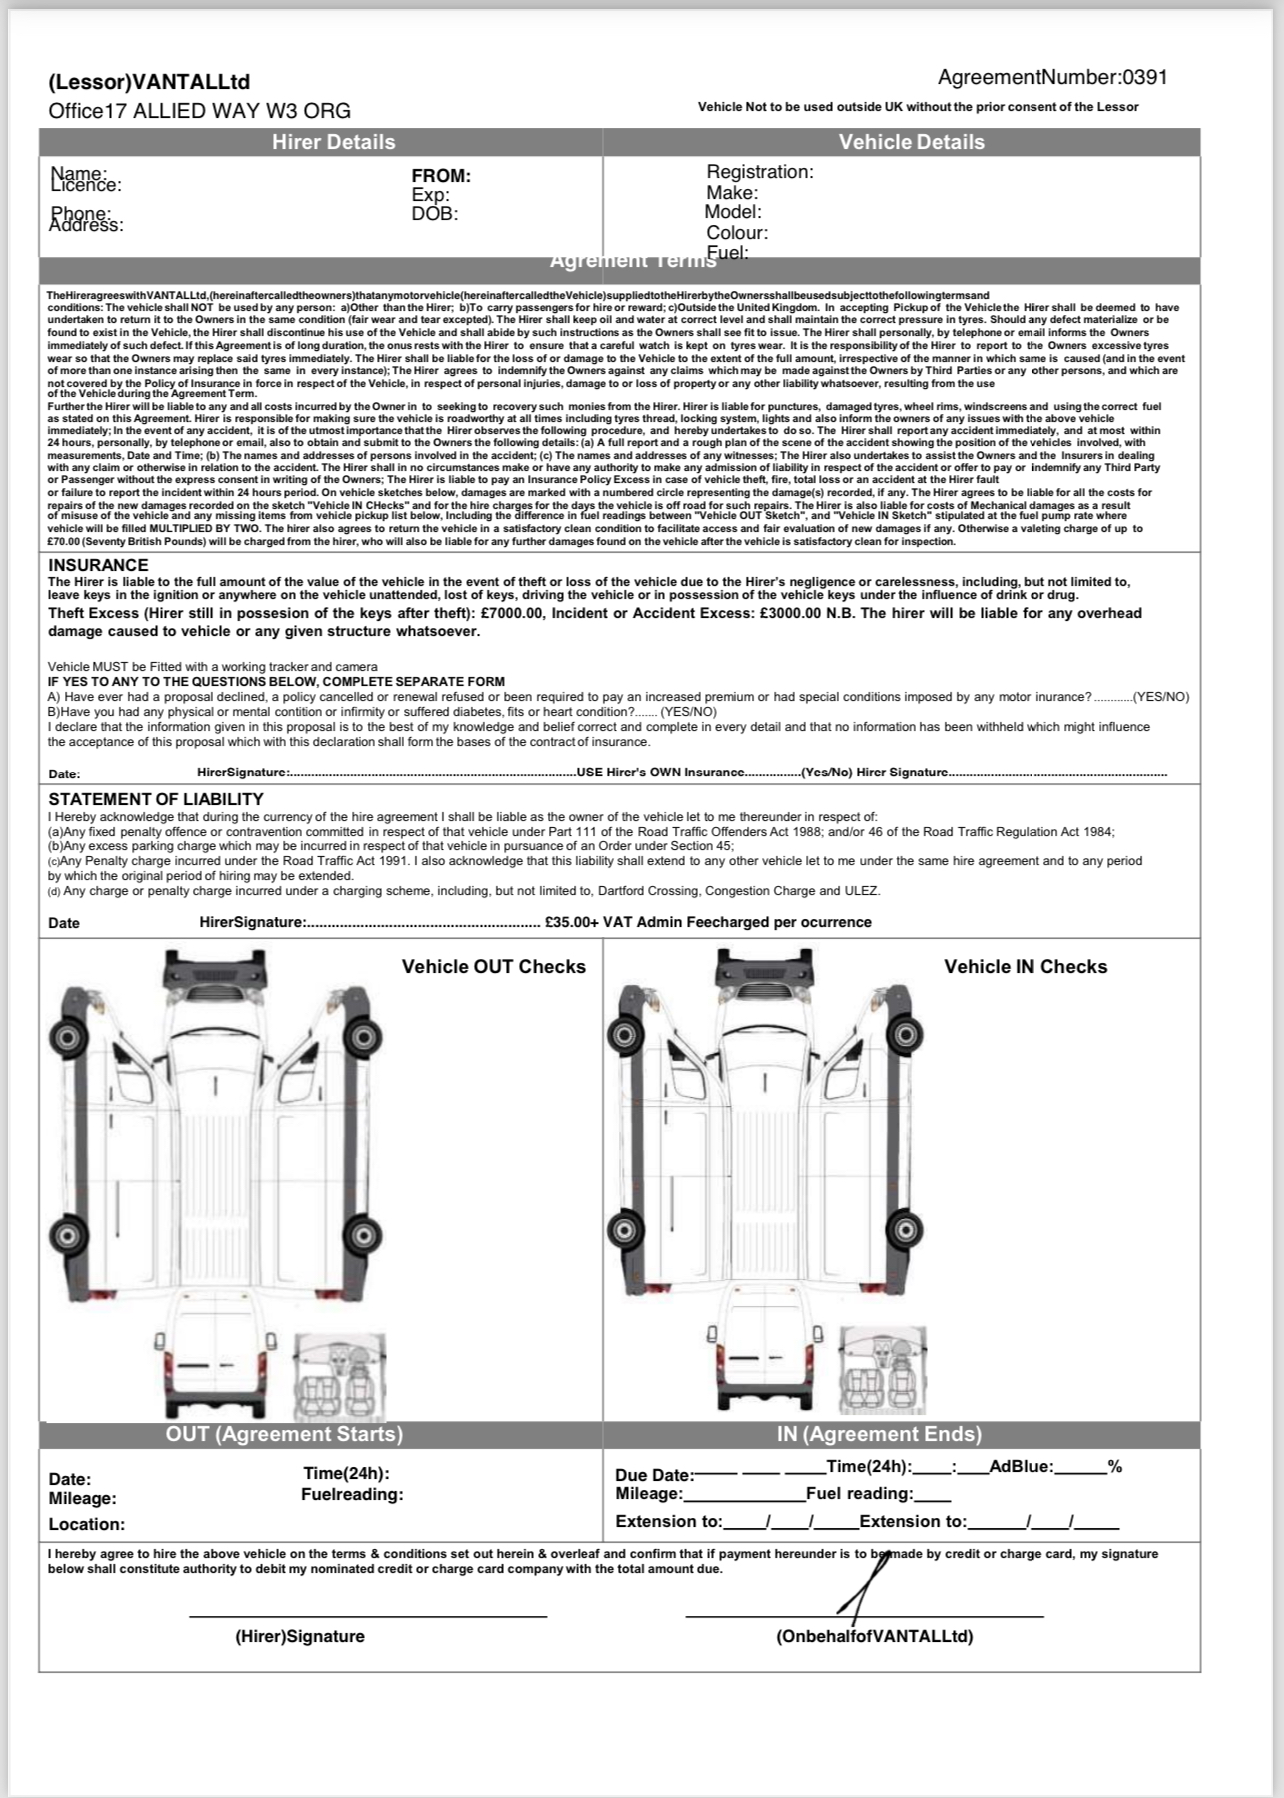 (Lessor)VANTALLtd
AgreementNumber:0391
Office17 ALLIED WAY W3 ORG
Vehicle Not to be used outside UK without the prior consent of the Lessor
Hirer Details
Vehicle Details
Name:
Licence:
Phone:
Address:
FROM:
Exp:
DOB:
Registration:
Make:
Model:
Colour:
Fuel:
Agrement Terms
TheHireragreeswithVANTALLtd,(hereinaftercalledtheowners)thatanymotorvehicle(hereinaftercalledtheVehicle)suppliedtotheHirerbytheOwnersshallbeusedsubjecttothefollowingtermsand
conditions: The vehicle shall NOT be used by any person: a)Other than the Hirer; b)To carry passengers for hire or reward; c)Outside the United Kingdom. In accepting Pickup of the Vehicle the Hirer shall be deemed to have
undertaken to return it to the Owners in the same condition (fair wear and tear excepted). The Hirer shall keep oil and water at correct level and shall maintain the correct pressure in tyres. Should any defect materialize or be
found to exist in the Vehicle, the Hirer shall discontinue his use of the Vehicle and shall abide by such instructions as the Owners shall see fit to issue. The Hirer shall personally, by telephone or email informs the Owners
immediately of such defect. If this Agreement is of long duration, the onus rests with the Hirer to ensure that a careful watch is kept on tyres wear. It is the responsibility of the Hirer to report to the Owners excessive tyres
wear so that the Owners may replace said tyres immediately. The Hirer shall be liable for the loss of or damage to the Vehicle to the extent of the full amount, irrespective of the manner in which same is caused (and in the event
of more than one instance arising then the same in every instance); The Hirer agrees to indemnify the Owners against any claims which may be made against the Owners by Third Parties or any other persons, and which are
not covered by the Policy of Insurance in force in respect of the Vehicle, in respect of personal injuries, damage to or loss of property or any other liability whatsoever, resulting from the use
of the Vehicle during the Agreement Term.
Further the Hirer will be liable to any and all costs incurred by the Owner in to seeking to recovery such monies from the Hirer. Hirer is liable for punctures, damaged tyres, wheel rims, windscreens and using the correct fuel
as stated on this Agreement. Hirer is responsible for making sure the vehicle is roadworthy at all times including tyres thread, locking system, lights and also inform the owners of any issues with the above vehicle
immediately; In the event of any accident, it is of the utmost importance that the Hirer observes the following procedure, and hereby undertakes to do so. The Hirer shall report any accident immediately, and at most within
24 hours, personally, by telephone or email, also to obtain and submit to the Owners the following details: (a) A full report and a rough plan of the scene of the accident showing the position of the vehicles involved, with
measurements, Date and Time; (b) The names and addresses of persons involved in the accident; (c) The names and addresses of any witnesses; The Hirer also undertakes to assist the Owners and the Insurers in dealing
with any claim or otherwise in relation to the accident. The Hirer shall in no circumstances make or have any authority to make any admission of liability in respect of the accident or offer to pay or indemnify any Third Party
or Passenger without the express consent in writing of the Owners; The Hirer is liable to pay an Insurance Policy Excess in case of vehicle theft, fire, total loss or an accident at the Hirer fault
or failure to report the incident within 24 hours period. On vehicle sketches below, damages are marked with a numbered circle representing the damage(s) recorded, if any. The Hirer agrees to be liable for all the costs for
repairs of the new damages recorded on the sketch "Vehicle IN CHecks" and for the hire charges for the days the vehicle is off road for such repairs. The Hirer is also liable for costs of Mechanical damages as a result
of misuse of the vehicle and any missing items from vehicle pickup list below, Including the difference in fuel readings between "Vehicle OUT Sketch", and "Vehicle IN Sketch" stipulated at the fuel pump rate where
vehicle will be filled MULTIPLIED BY TWO. The hirer also agrees to return the vehicle in a satisfactory clean condition to facilitate access and fair evaluation of new damages if any. Otherwise a valeting charge of up to
£70.00 (Seventy British Pounds) will be charged from the hirer, who will also be liable for any further damages found on the vehicle after the vehicle is satisfactory clean for inspection.
INSURANCE
The Hirer is liable to the full amount of the value of the vehicle in the event of theft or loss of the vehicle due to the Hirer's negligence or carelessness, including, but not limited to,
leave keys in the ignition or anywhere on the vehicle unattended, lost of keys, driving the vehicle or in possession of the vehicle keys under the influence of drink or drug.
Theft Excess (Hirer still in possesion of the keys after theft): £7000.00, Incident or Accident Excess: £3000.00 N.B. The hirer will be liable for any overhead
damage caused to vehicle or any given structure whatsoever.
Vehicle MUST be Fitted with a working tracker and camera
IF YES TO ANY TO THE QUESTIONS BELOW, COMPLETE SEPARATE FORM
A) Have ever had a proposal declined, a policy cancelled or renewal refused or been required to pay an increased premium or had special conditions imposed by any motor inurance?............(YES/NO)
B)Have you had any physical or mental contition or infirmity or suffered diabetes, fits or heart condition?....... (YES/NO)
I declare that the information given in this proposal is to the best of my knowledge and belief correct and complete in every detail and that no information has been withheld which might influence
the acceptance of this proposal which with this declaration shall form the bases of the contract of insurance.
Date: HirerSignature:..............................................................................USE Hirer's OWN Insurance...............(Yes/No) Hirer Signature............................................................
STATEMENT OF LIABILITY
I Hereby acknowledge that during the currency of the hire agreement I shall be liable as the owner of the vehicle let to me thereunder in respect of:
(a)Any fixed penalty offence or contravention committed in respect of that vehicle under Part 111 of the Road Traffic Offenders Act 1988; and/or 46 of the Road Traffic Regulation Act 1984;
(b)Any excess parking charge which may be incurred in respect of that vehicle in pursuance of an Order under Section 45;
(c)Any Penalty charge incurred under the Road Traffic Act 1991. I also acknowledge that this liability shall extend to any other vehicle let to me under the same hire agreement and to any period
by which the original period of hiring may be extended.
(d) Any charge or penalty charge incurred under a charging scheme, including, but not limited to, Dartford Crossing, Congestion Charge and ULEZ.
Date HirerSignature:......................................................... £35.00+ VAT Admin Feecharged per ocurrence
Vehicle OUT Checks
Vehicle IN Checks
OUT (Agreement Starts)
IN (Agreement Ends)
Date: Time(24h):
Mileage: Fuelreading:
Location:
Due Date:_____ ____ _____Time(24h):____:____AdBlue:______%
Mileage:_____________Fuel reading:____
Extension to:_____/____/_____Extension to:_______/____/_____
I hereby agree to hire the above vehicle on the terms & conditions set out herein & overleaf and confirm that if payment hereunder is to be made by credit or charge card, my signature
below shall constitute authority to debit my nominated credit or charge card company with the total amount due.
(Hirer)Signature
(OnbehalfofVANTALLtd)